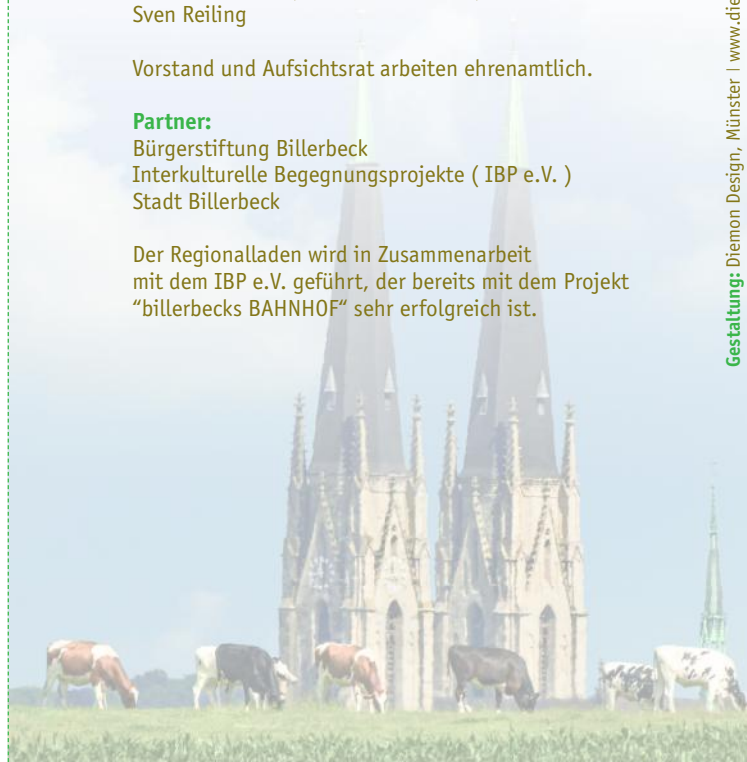 Sven Reiling
Vorstand und Aufsichtsrat arbeiten ehrenamtlich.
Partner:
Bürgerstiftung Billerbeck
Interkulturelle Begegnungsprojekte ( IBP e.V. )
Stadt Billerbeck
Der Regionalladen wird in Zusammenarbeit
mit dem IBP e.V. geführt, der bereits mit dem Projekt
“billerbecks BAHNHOF“ sehr erfolgreich ist.
Gestaltung: Diemon Design, Münster | www.die